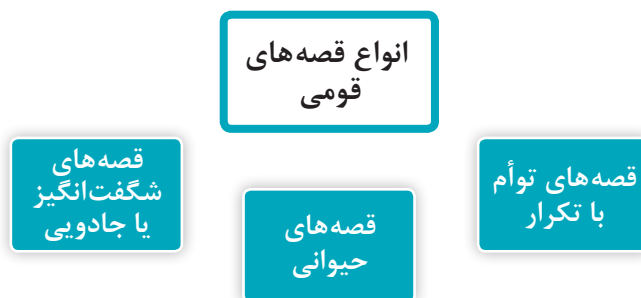 انواع قصه‌های
قومی
قصه‌های توأم
با تکرار
قصه‌های
حیوانی
قصه‌های
شگفت‌انگیز
یا جادویی